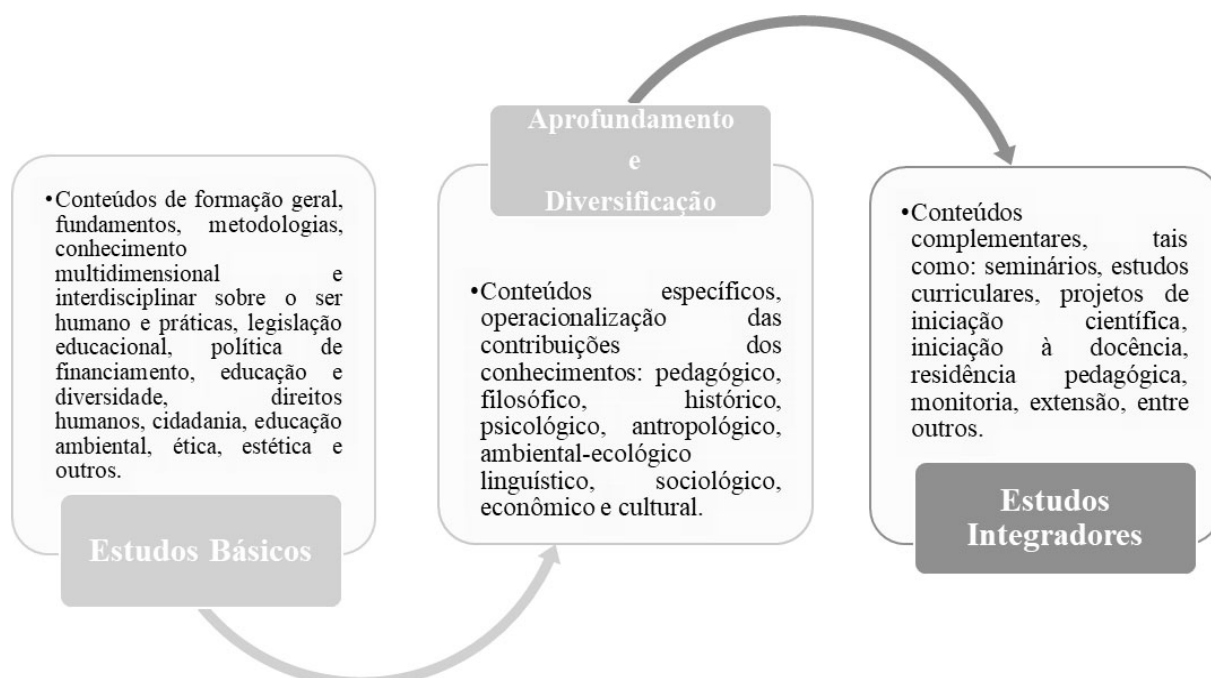 •Conteúdos de formação geral,
fundamentos, metodologias,
conhecimento
multidimensional e
interdisciplinar sobre o ser
humano e práticas, legislação
educacional, política de
financiamento, educação e
diversidade, direitos
humanos, cidadania, educação
ambiental, ética, estética e
outros.
Estudos Básicos
Aprofundamento
e
Diversificação
•Conteúdos específicos,
operacionalização das
contribuições dos
conhecimentos: pedagógico,
filosófico, histórico,
psicológico, antropológico,
ambiental-ecológico
linguístico, sociológico,
econômico e cultural.
•Conteúdos
complementares, tais
como: seminários, estudos
curriculares, projetos de
iniciação científica,
iniciação à docência,
residência pedagógica,
monitoria, extensão, entre
outros.
Estudos
Integradores